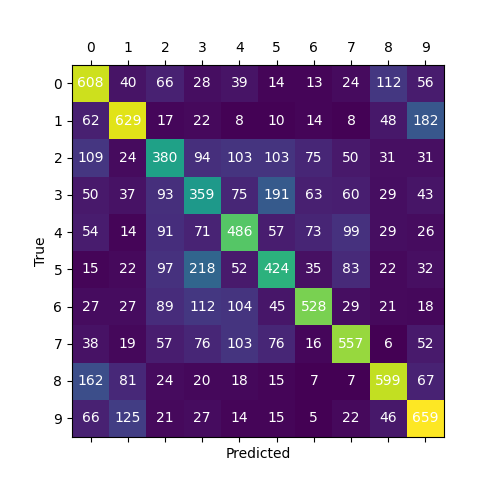 0 1 2 3 4 5 6 7 8 9
0 608 40 66 28 39 14 13 24 112 56
1 62 629 17 22 8 10 14 8 48 182
2 109 24 380 94 103 103 75 50 31 31
3 50 37 93 359 75 191 63 60 29 43
4 54 14 91 71 486 57 73 99 29 26
True
5 15 22 97 218 52 424 35 83 22 32
6 27 27 89 112 104 45 528 29 21 18
7 38 19 57 76 103 76 16 557 6 52
8 162 81 24 20 18 15 7 7 599 67
9 66 125 21 27 14 15 5 22 46 659
Predicted